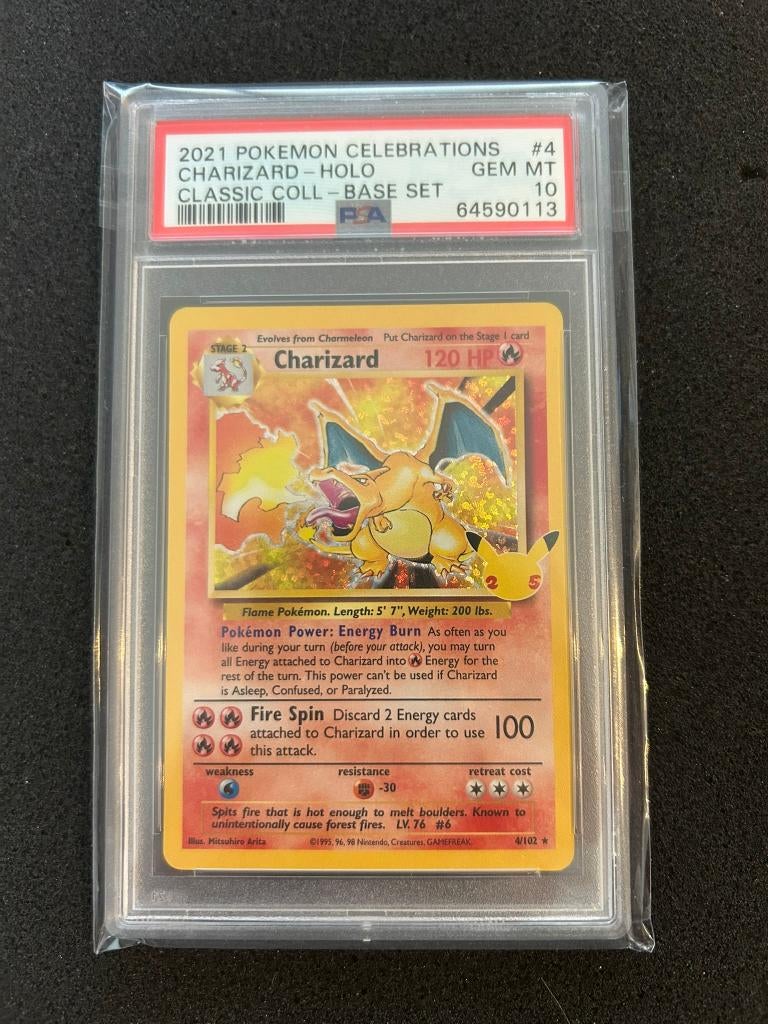 2021 POKEMON CELEBRATIONS #4
CHARIZARD-HOLO GEM MT
CLASSIC COLL-BASE SET 10
PSA 64590113
Evolves from Charmeleon Put Charizard on the Stage 1 card
STAGE 2
Charizard 120 HP
2 5
Flame Pokémon. Length: 5' 7", Weight: 200 lbs.
Pokémon Power: Energy Burn As often as you
like during your turn (before your attack), you may turn
all Energy attached to Charizard into Energy for the
rest of the turn. This power can't be used if Charizard
is Asleep, Confused, or Paralyzed.
Fire Spin Discard 2 Energy cards
attached to Charizard in order to use 100
this attack.
weakness resistance retreat cost
-30
Spits fire that is hot enough to melt boulders. Known to
unintentionally cause forest fires. LV. 76 #6
Illus. Mitsuhiro Arita ©1995, 96, 98 Nintendo, Creatures, GAMEFREAK. 4/102 ★